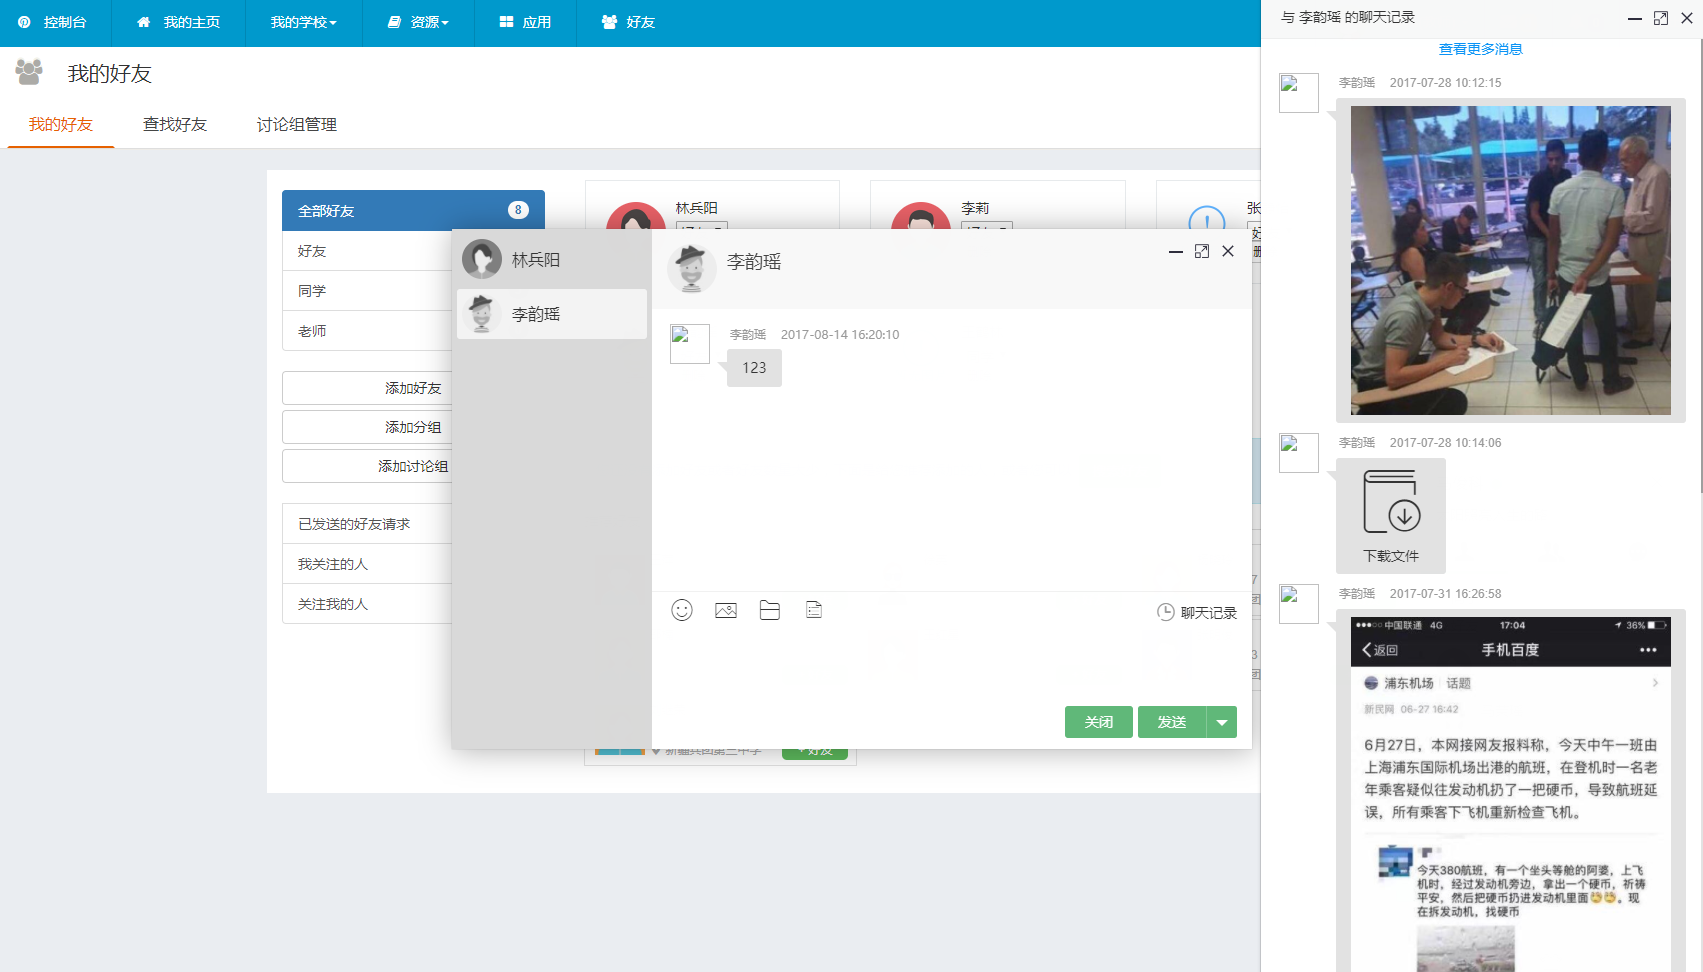 控制台
我的主页
我的学校
资源
应用
好友
我的好友
我的好友
查找好友
讨论组管理
全部好友 8
好友
同学
老师
添加好友
添加分组
添加讨论组
已发送的好友请求
我关注的人
关注我的人
林兵阳
李莉
张
林兵阳
李韵瑶
李韵瑶
李韵瑶 2017-08-14 16:20:10
123
聊天记录
关闭
发送
与 李韵瑶 的聊天记录
查看更多消息
李韵瑶 2017-07-28 10:12:15
李韵瑶 2017-07-28 10:14:06
下载文件
李韵瑶 2017-07-31 16:26:58
中国联通 4G 17:04 36%
返回 手机百度
浦东机场 话题
新民网 06-27 16:42
6月27日，本网接网友报料称，今天中午一班由
上海浦东国际机场出港的航班，在登机时一名老
年乘客疑似往发动机扔了一把硬币，导致航班延
误，所有乘客下飞机重新检查飞机。
今天380航班，有一个坐头等舱的阿婆，上飞
机时，经过发动机旁边，拿出一个硬币，祈祷
平安，然后把硬币扔进发动机里面😓😓。现
在拆发动机，找硬币